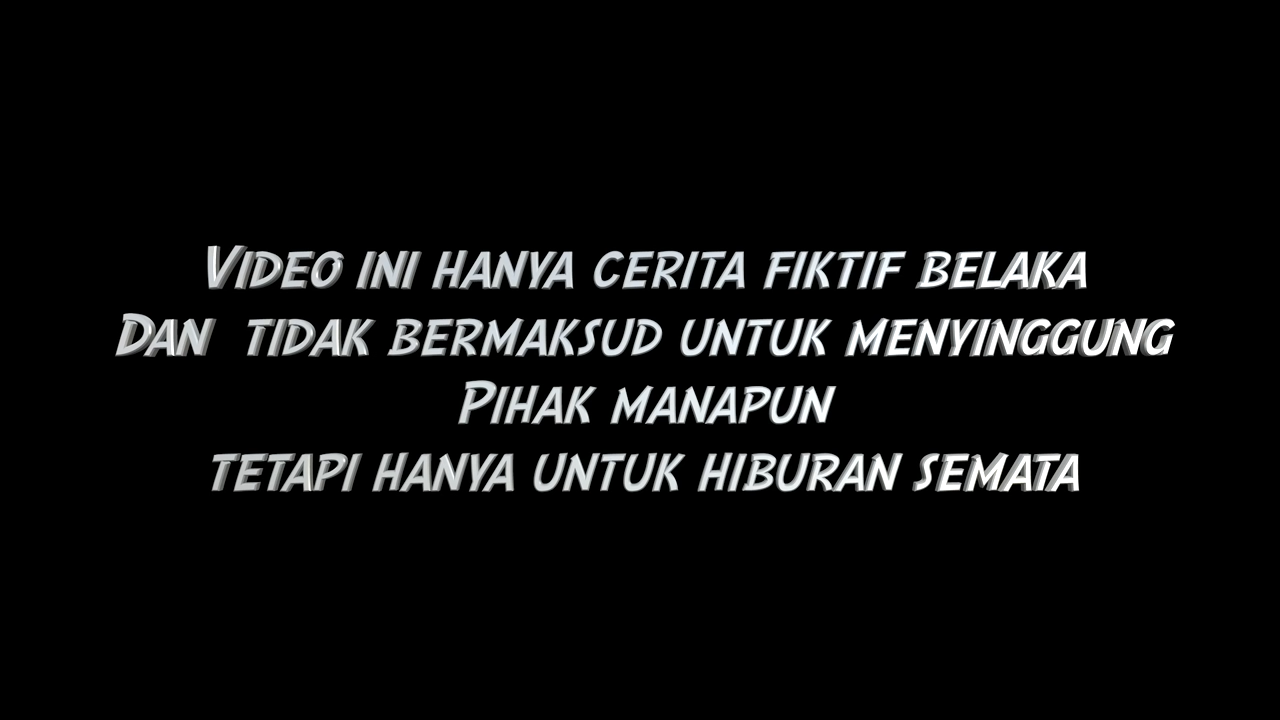 Video ini hanya cerita fiktif belaka
Dan tidak bermaksud untuk menyinggung
Pihak manapun
tetapi hanya untuk hiburan semata